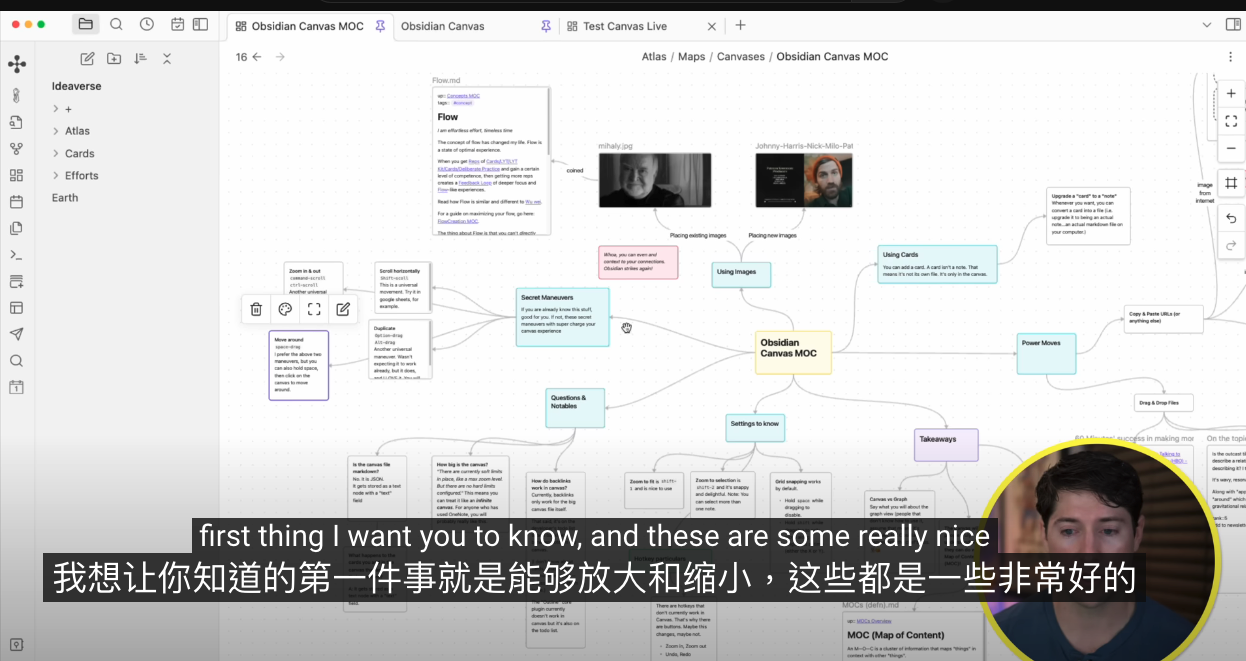 Obsidian Canvas MOC
Obsidian Canvas
Test Canvas Live
16
Atlas / Maps / Canvases / Obsidian Canvas MOC
Ideaverse
+
Atlas
Cards
Efforts
Earth
Flow.md
up: Concepts MOC
tags:
Flow
I am effortless effort, timeless time
The concept of flow has changed my life. Flow is
a state of optimal experience.
When you get Reps of
and gain a certain
level of competence, then getting more reps
creates a Feedback Loop of deeper focus and
Flow-like experiences.
Read how Flow is similar and different to Wu wei.
For a guide on maximizing your flow, go here:
FlowCreation MOC.
The thing about Flow is that you can't directly
coined
mihaly.jpg
Johnny-Harris-Nick-Milo-Pat
Placing existing images
Placing new images
Whoa, you can even add
context to your connections.
Obsidian strikes again!
Using Images
Using Cards
You can add a card. A card isn't a note. That
means it's not its own file. It's only in the canvas.
Upgrade a "card" to a "note"
Whenever you want, you can
convert a card into a file (i.e.
upgrade it to being an actual
note...an actual markdown file on
your computer.)
image
from
internet
Zoom in & out
command-scroll
ctrl-scroll
Another universal
Scroll horizontally
Shift-scroll
This is a universal
movement. Try it in
google sheets, for
example.
Duplicate
Option-drag
Alt-drag
Another universal
maneuver. Wasn't
expecting it to work
already, but it does,
Move around
space-drag
I prefer the above two
maneuvers, but you
can also hold space,
then click on the
canvas to move
around.
Secret Maneuvers
If you are already know this stuff,
good for you. If not, these secret
maneuvers with super charge your
canvas experience
Obsidian
Canvas MOC
Copy & Paste URLs (or
anything else)
Power Moves
Drag & Drop Files
Questions &
Notables
Settings to know
Takeaways
60 Minutes' success in making mor
On the topic
Is the canvas file
markdown?
No. It is JSON.
It gets stored as a text
node with a "text"
field
How big is the canvas?
"There are currently soft limits
in place, like a max zoom level.
But there are no hard limits
configured." This means you
can treat it like an infinite
canvas. For anyone who has
used OneNote, you will
How do backlinks
work in canvas?
Currently, backlinks
only work for the big
canvas file itself.
Zoom to fit is shift-
1 and is nice to use
Zoom to selection is
shift-2 and it's snappy
and delightful. Note: You
can select more than
one note.
Grid snapping works
by default.
Hold space while
dragging to
disable.
Canvas vs Graph
Say what you will about the
graph view (people that
first thing I want you to know, and these are some really nice
我想让你知道的第一件事就是能够放大和缩小，这些都是一些非常好的
plugin currently
doesn't work in
canvas but it's also on
the todo list.
There are hotkeys that
don't currently work in
Canvas. That's why there
are buttons. Maybe this
changes, maybe not.
Zoom in, Zoom out
Undo, Redo
MOCs (defn).md
up: MOCs Overview
MOC (Map of Content)
An M–O–C is a cluster of information that maps "things" in
context with other "things".